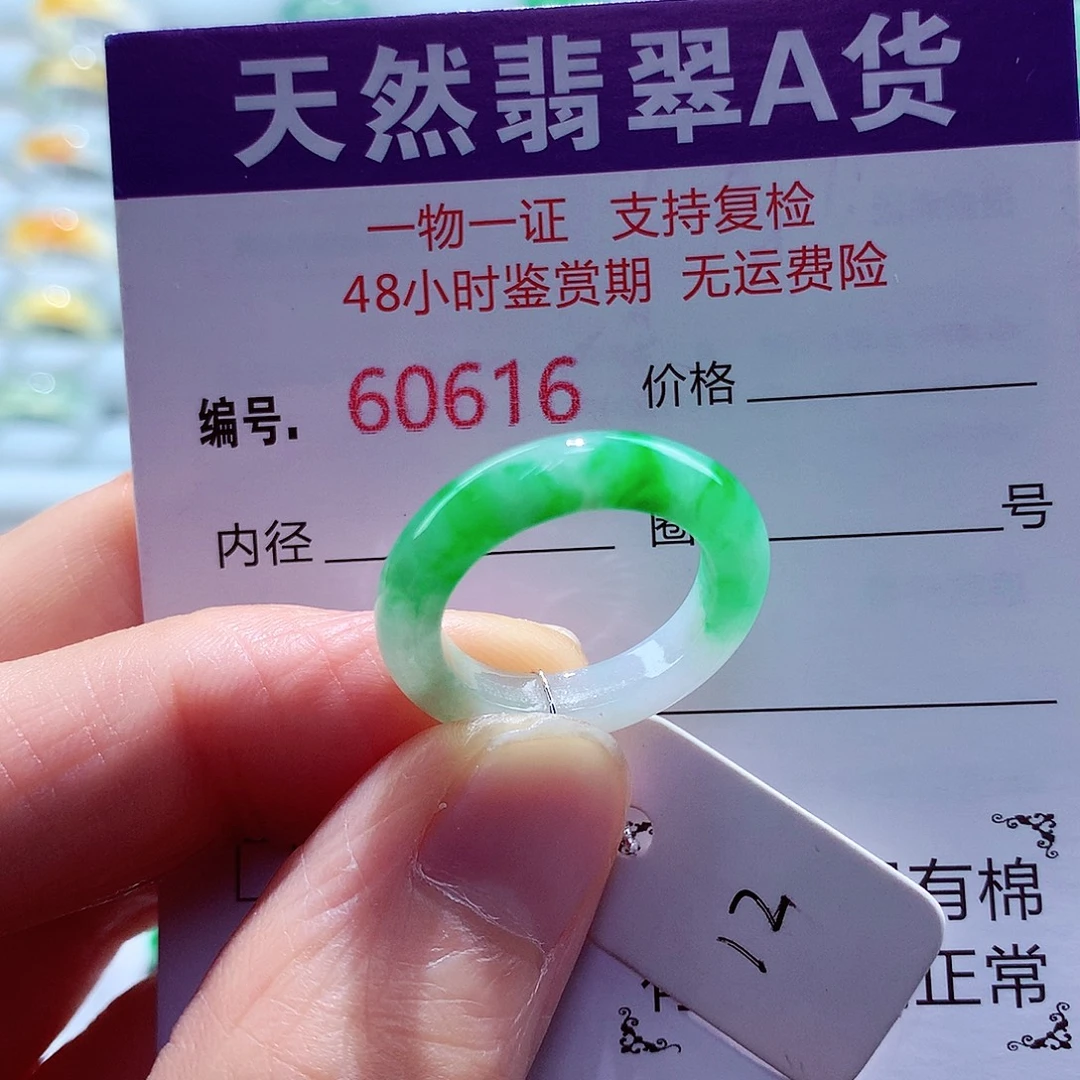 天然翡翠A货
一物一证 支持复检
48小时鉴赏期 无运费险
编号. 60616 价格
内径 圈 号
12
有棉
正常